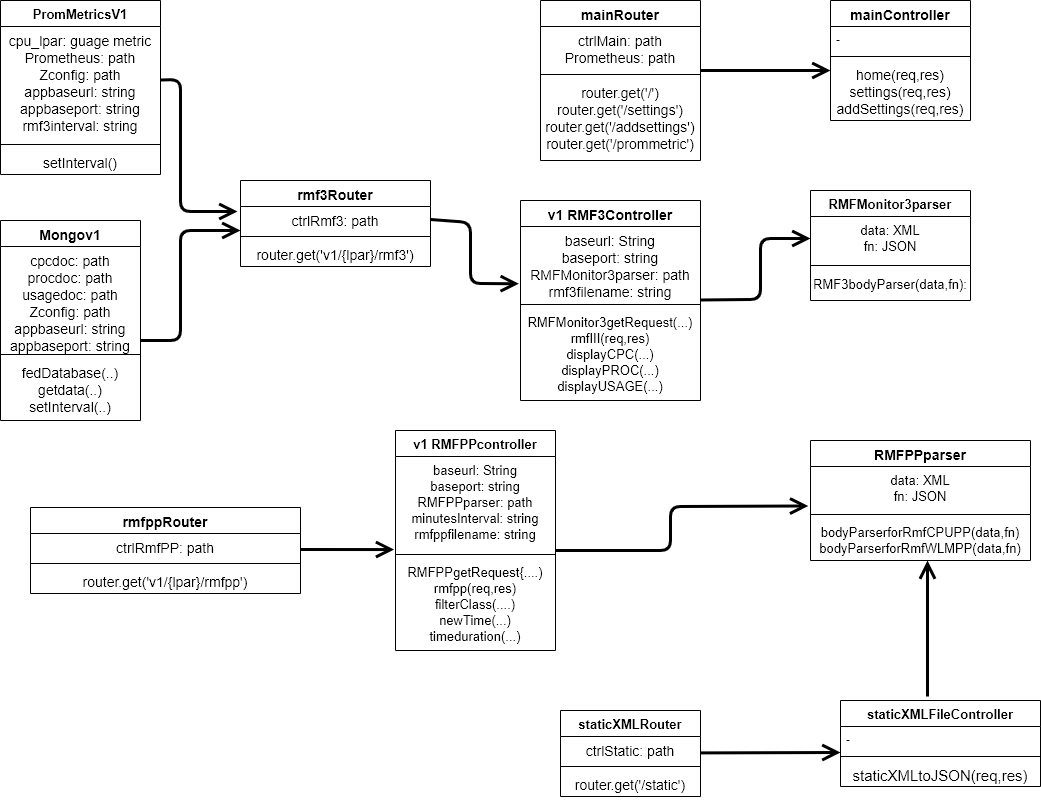 PromMetricsV1
cpu_lpar: guage metric
Prometheus: path
Zconfig: path
appbaseurl: string
appbaseport: string
rmf3interval: string
setInterval()
mainRouter
ctrlMain: path
Prometheus: path
router.get('/')
router.get('/settings')
router.get('/addsettings')
router.get('/prommetric')
mainController
-
home(req,res)
settings(req,res)
addSettings(req,res)
rmf3Router
ctrlRmf3: path
router.get('v1/{lpar}/rmf3')
Mongov1
cpcdoc: path
procdoc: path
usagedoc: path
Zconfig: path
appbaseurl: string
appbaseport: string
fedDatabase(..)
getdata(..)
setInterval(..)
v1 RMF3Controller
baseurl: String
baseport: string
RMFMonitor3parser: path
rmf3filename: string
RMFMonitor3getRequest(...)
rmfIII(req,res)
displayCPC(...)
displayPROC(...)
displayUSAGE(...)
RMFMonitor3parser
data: XML
fn: JSON
RMF3bodyParser(data,fn):
rmfppRouter
ctrlRmfPP: path
router.get('v1/{lpar}/rmfpp')
v1 RMFPPcontroller
baseurl: String
baseport: string
RMFPPparser: path
minutesInterval: string
rmfppfilename: string
RMFPPgetRequest{....)
rmfpp(req,res)
filterClass(....)
newTime(...)
timeduration(...)
RMFPPparser
data: XML
fn: JSON
bodyParserforRmfCPUPP(data,fn)
bodyParserforRmfWLMPP(data,fn)
staticXMLRouter
ctrlStatic: path
router.get('/static')
staticXMLFileController
-
staticXMLtoJSON(req,res)